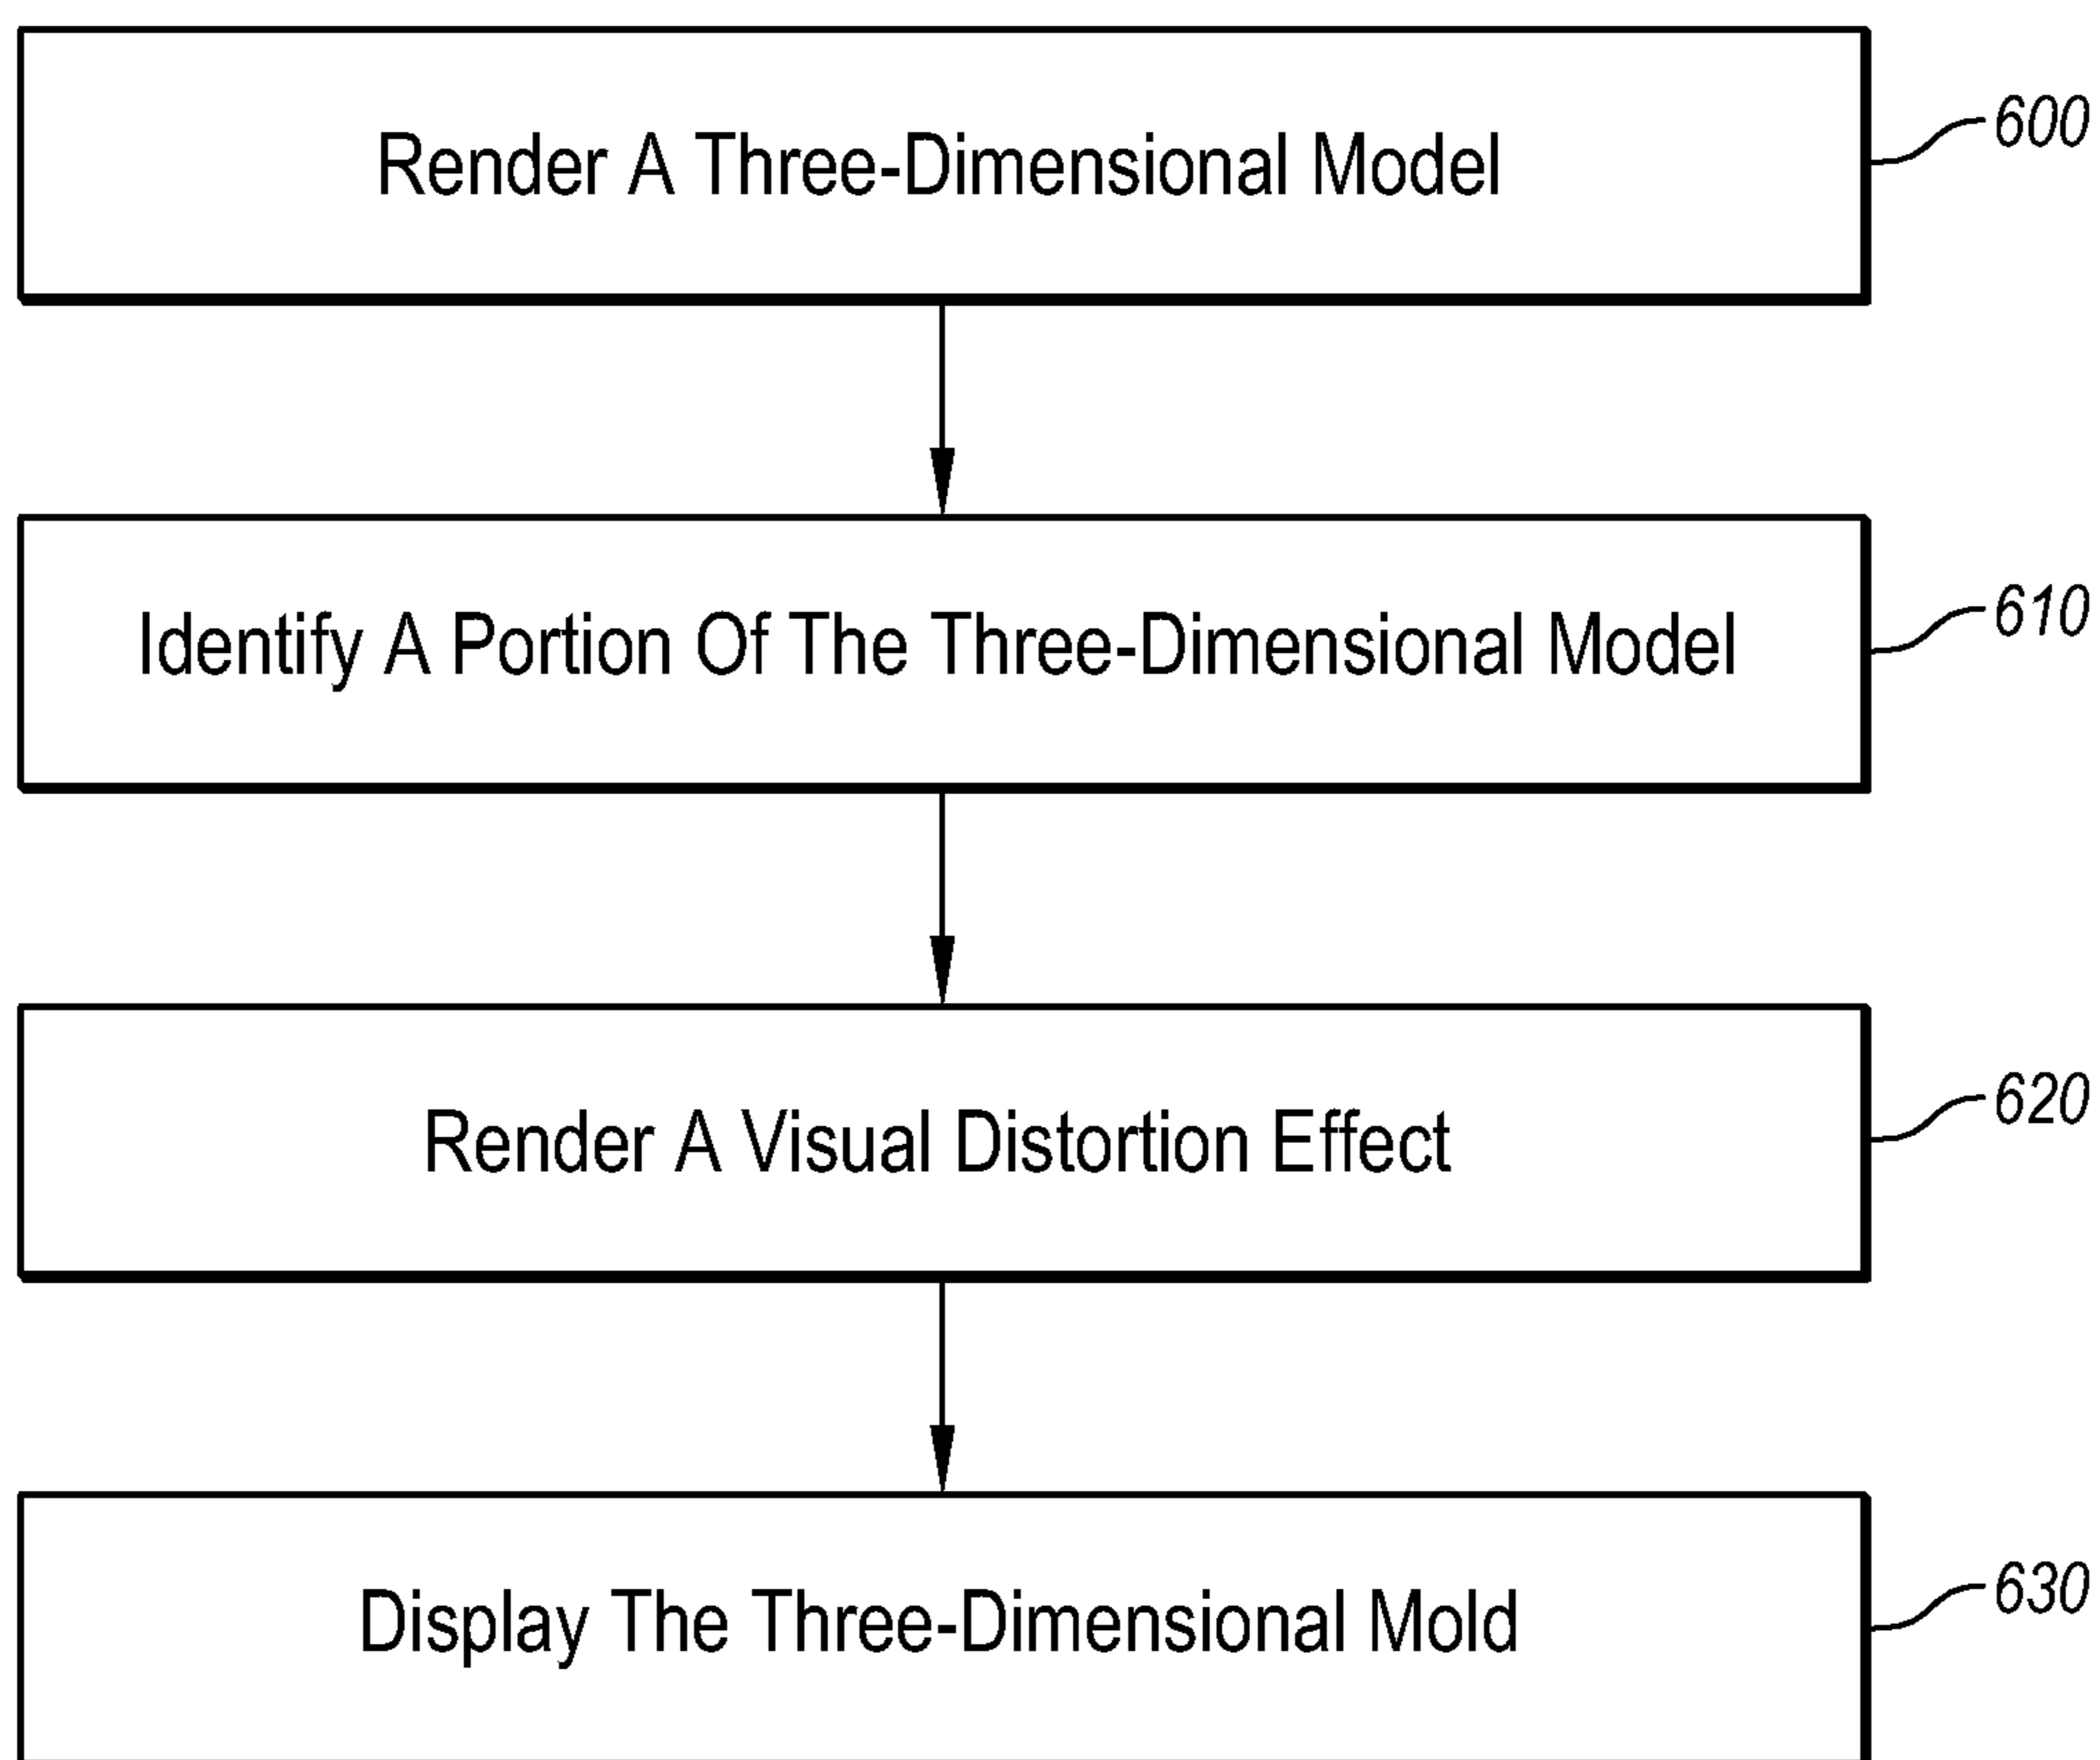 Render A Three-Dimensional Model
600
Identify A Portion Of The Three-Dimensional Model
610
Render A Visual Distortion Effect
620
Display The Three-Dimensional Mold
630